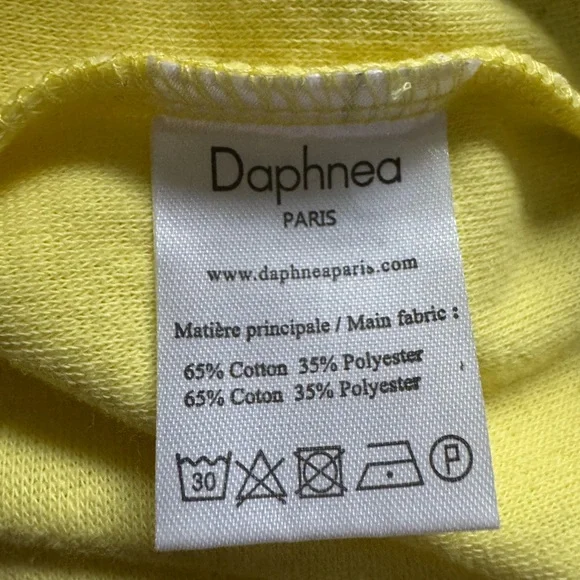 Daphnea
PARIS
www.daphneaparis.com
Matière principale / Main fabric :
65% Cotton 35% Polyester
65% Coton 35% Polyester
30 P